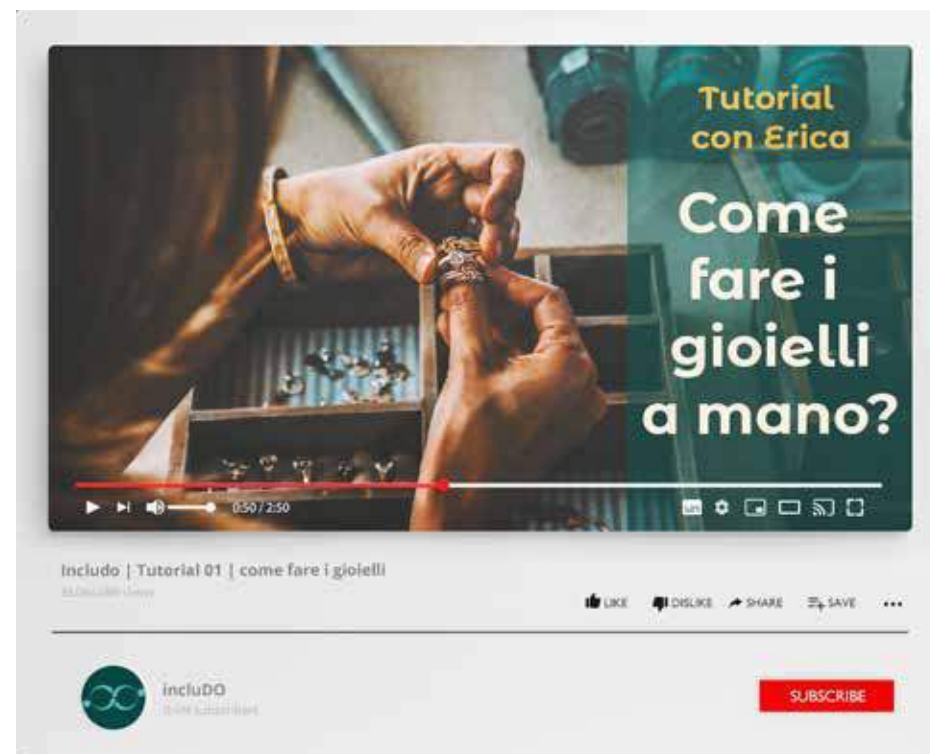 Tutorial
con Erica
Come
fare i
gioielli
a mano?
0:50 / 2:50
Includo | Tutorial 01 | come fare i gioielli
LIKE
DISLIKE
SHARE
SAVE
incluDO
SUBSCRIBE